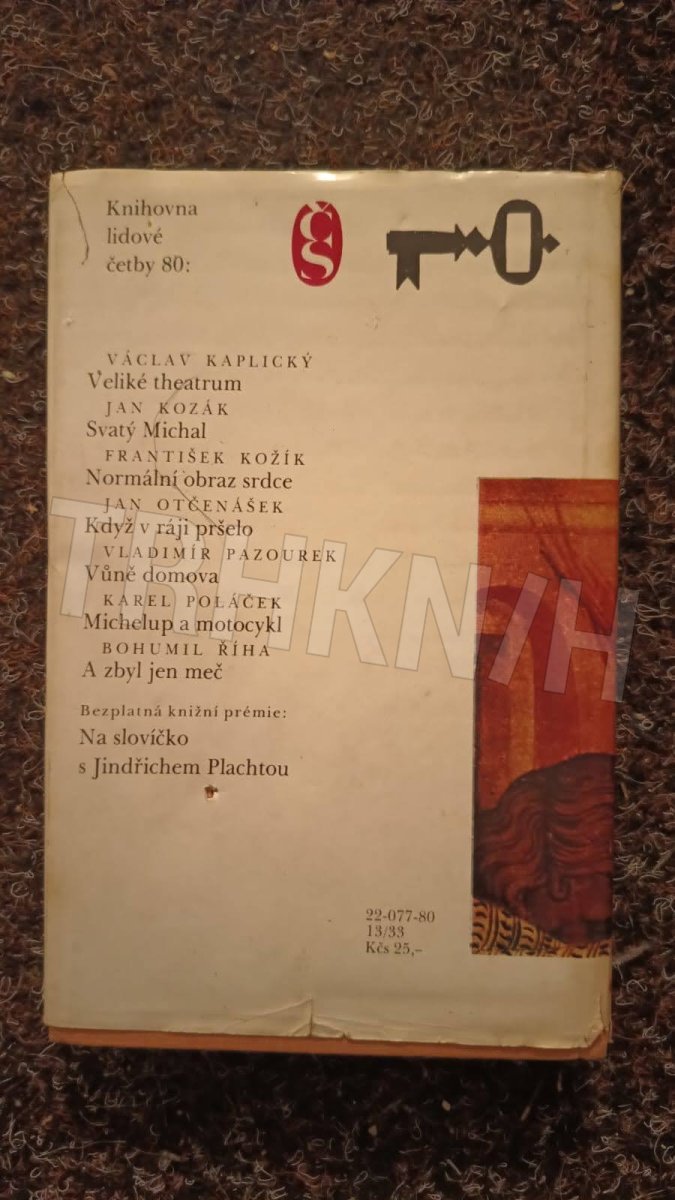 Knihovna
lidové
četby 80:
ČS
VÁCLAV KAPLICKÝ
Veliké theatrum
JAN KOZÁK
Svatý Michal
FRANTIŠEK KOŽÍK
Normální obraz srdce
JAN OTČENÁŠEK
Když v ráji pršelo
VLADIMÍR PAZOUREK
Vůně domova
KAREL POLÁČEK
Michelup a motocykl
BOHUMIL ŘÍHA
A zbyl jen meč
Bezplatná knižní prémie:
Na slovíčko
s Jindřichem Plachtou
22-077-80
13/33
Kčs 25,–
TRHKNIH